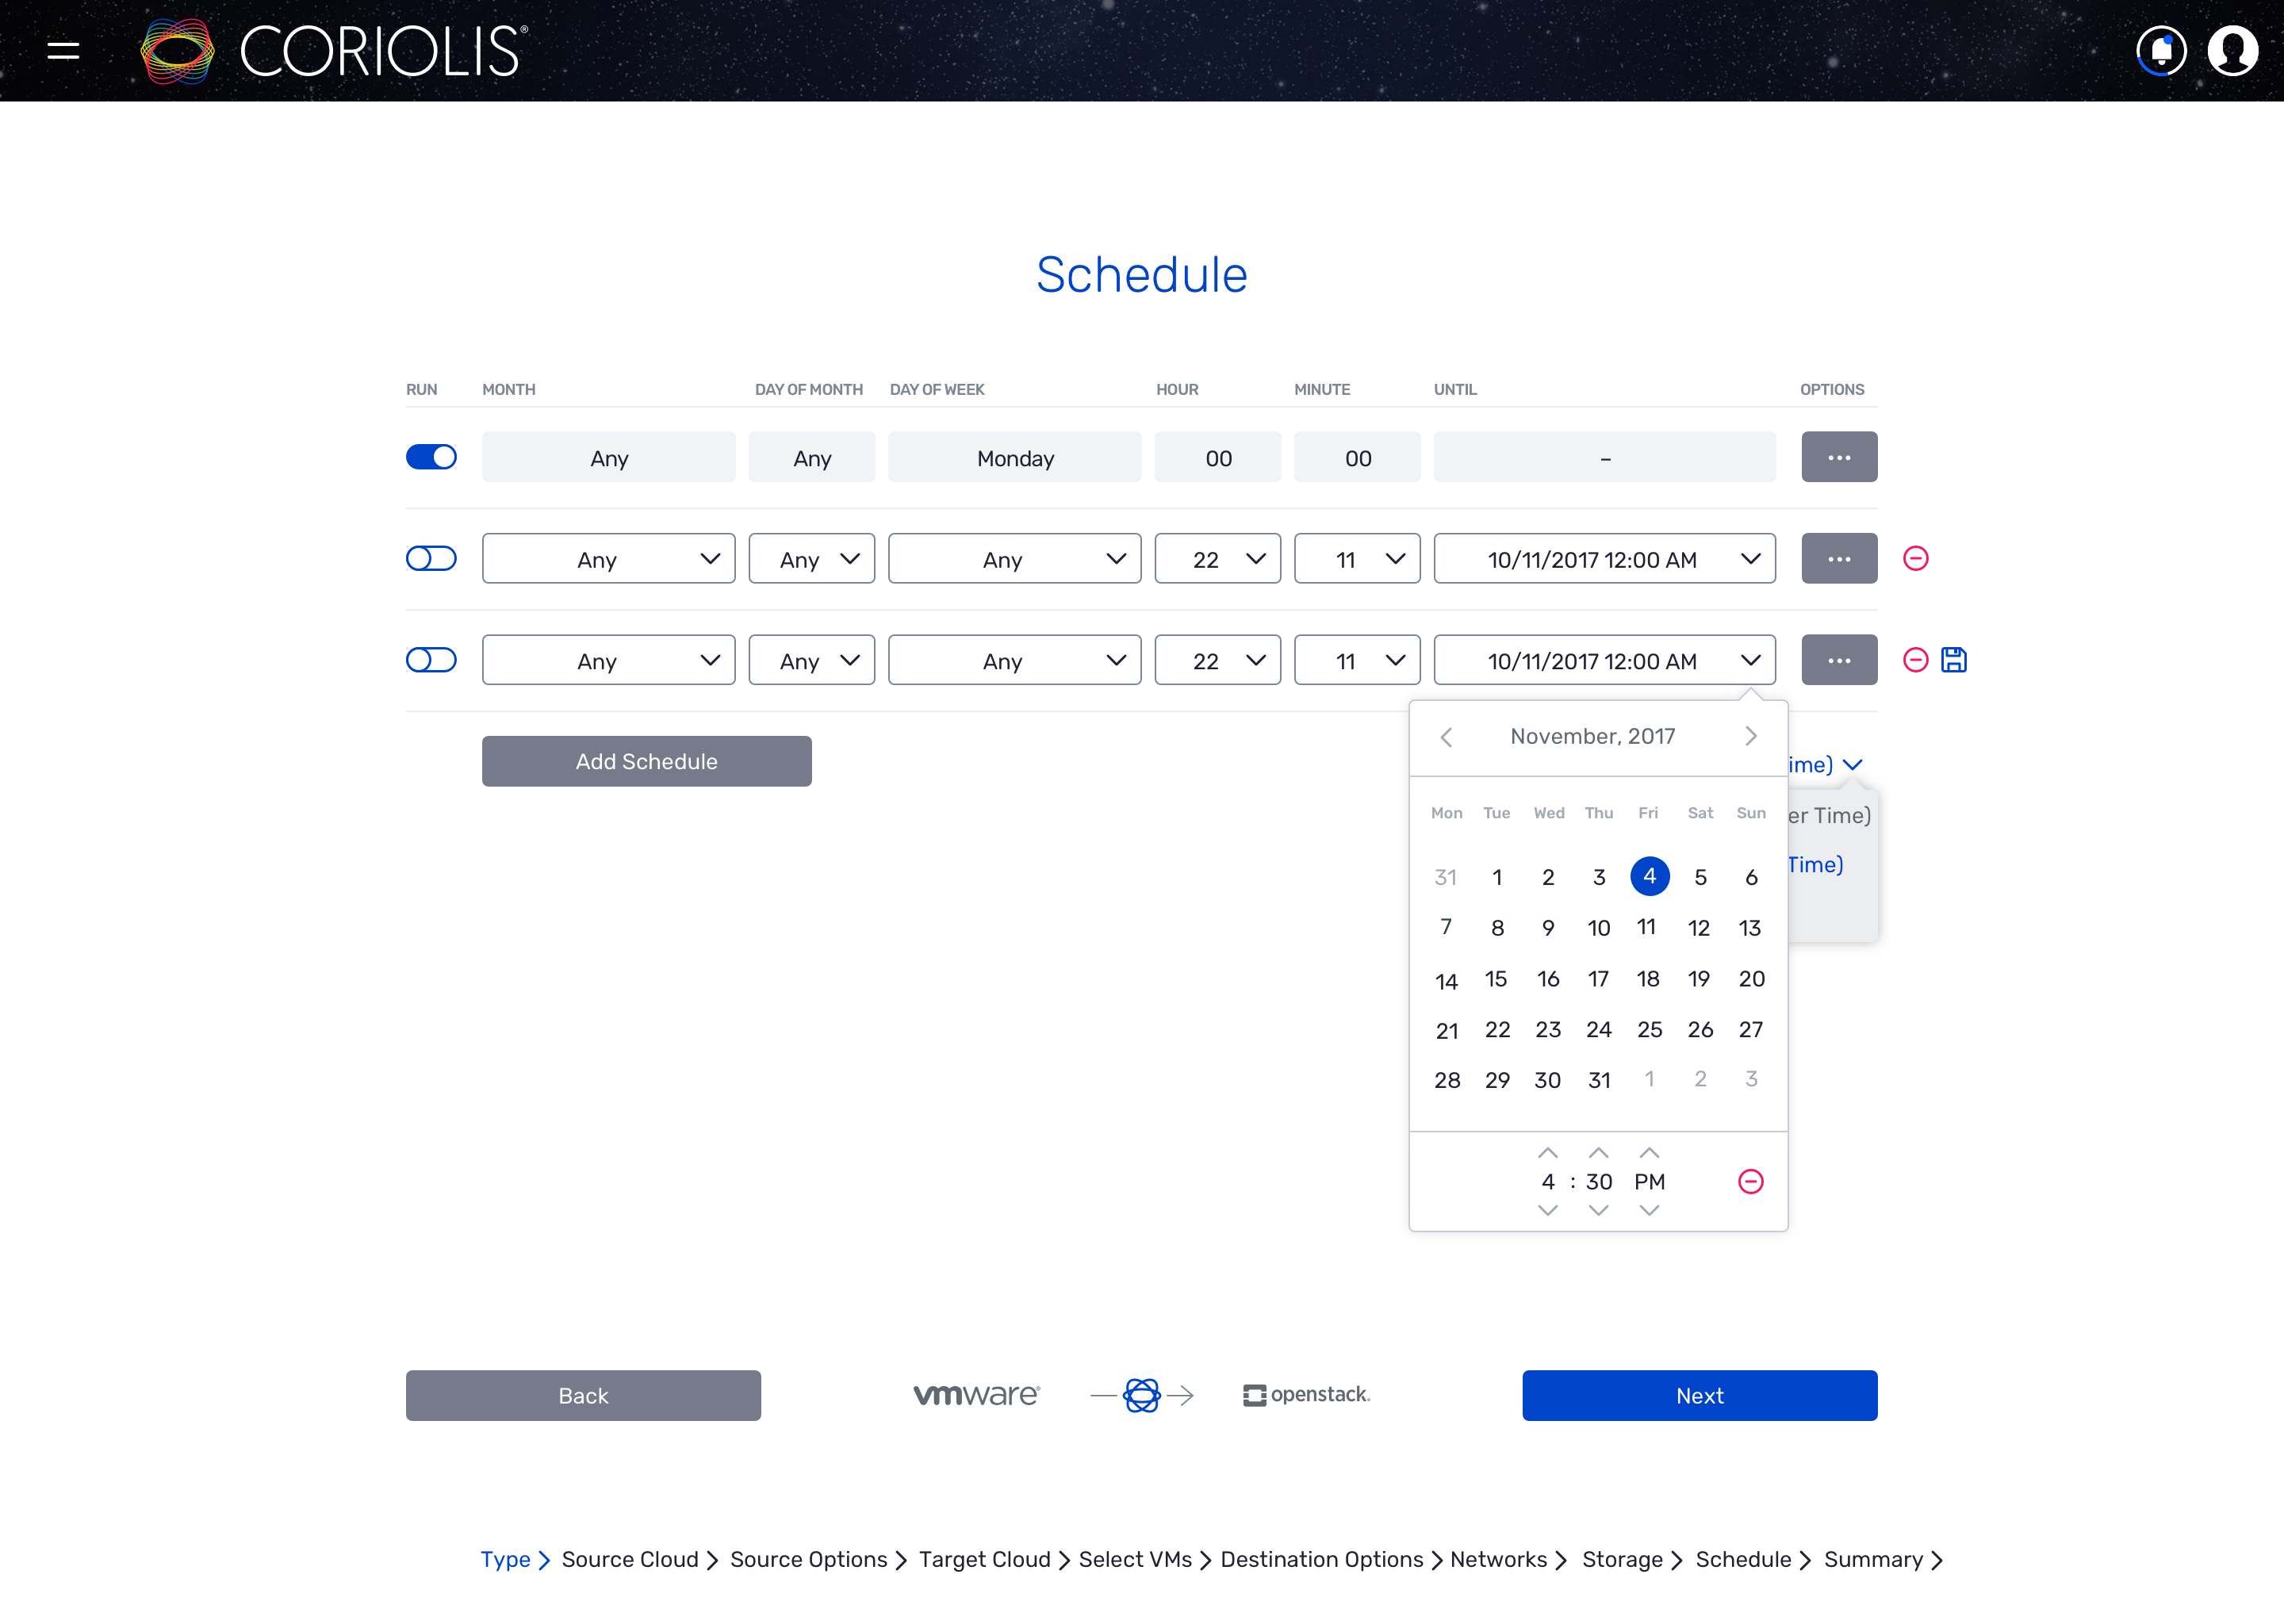 CORIOLIS®
Schedule
RUN MONTH DAY OF MONTH DAY OF WEEK HOUR MINUTE UNTIL OPTIONS
Any Any Monday 00 00 – ...
Any Any Any 22 11 10/11/2017 12:00 AM ...
Any Any Any 22 11 10/11/2017 12:00 AM ...
Add Schedule
ime)
er Time)
Time)
November, 2017
Mon Tue Wed Thu Fri Sat Sun
31 1 2 3 4 5 6
7 8 9 10 11 12 13
14 15 16 17 18 19 20
21 22 23 24 25 26 27
28 29 30 31 1 2 3
4 : 30 PM
Back
vmware®
openstack.
Next
Type Source Cloud Source Options Target Cloud Select VMs Destination Options Networks Storage Schedule Summary